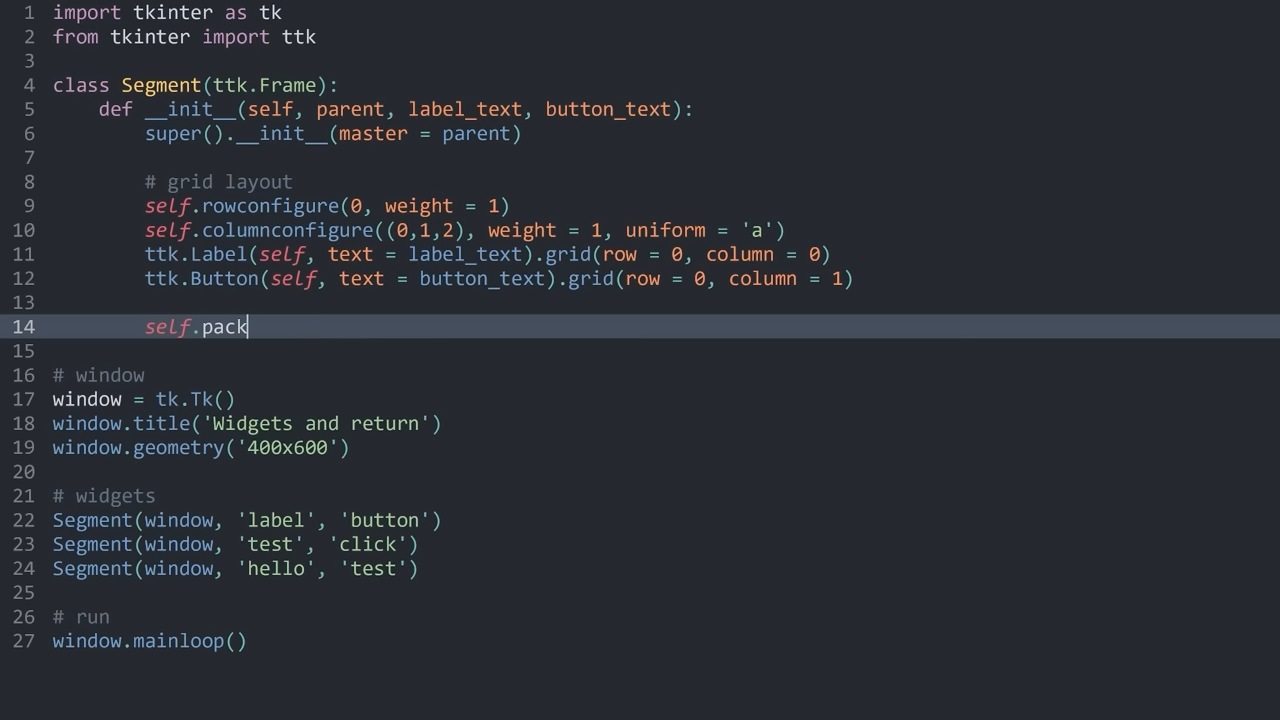 1 import tkinter as tk
2 from tkinter import ttk
3
4 class Segment(ttk.Frame):
5     def __init__(self, parent, label_text, button_text):
6         super().__init__(master = parent)
7
8         # grid layout
9         self.rowconfigure(0, weight = 1)
10         self.columnconfigure((0,1,2), weight = 1, uniform = 'a')
11         ttk.Label(self, text = label_text).grid(row = 0, column = 0)
12         ttk.Button(self, text = button_text).grid(row = 0, column = 1)
13
14         self.pack
15
16 # window
17 window = tk.Tk()
18 window.title('Widgets and return')
19 window.geometry('400x600')
20
21 # widgets
22 Segment(window, 'label', 'button')
23 Segment(window, 'test', 'click')
24 Segment(window, 'hello', 'test')
25
26 # run
27 window.mainloop()